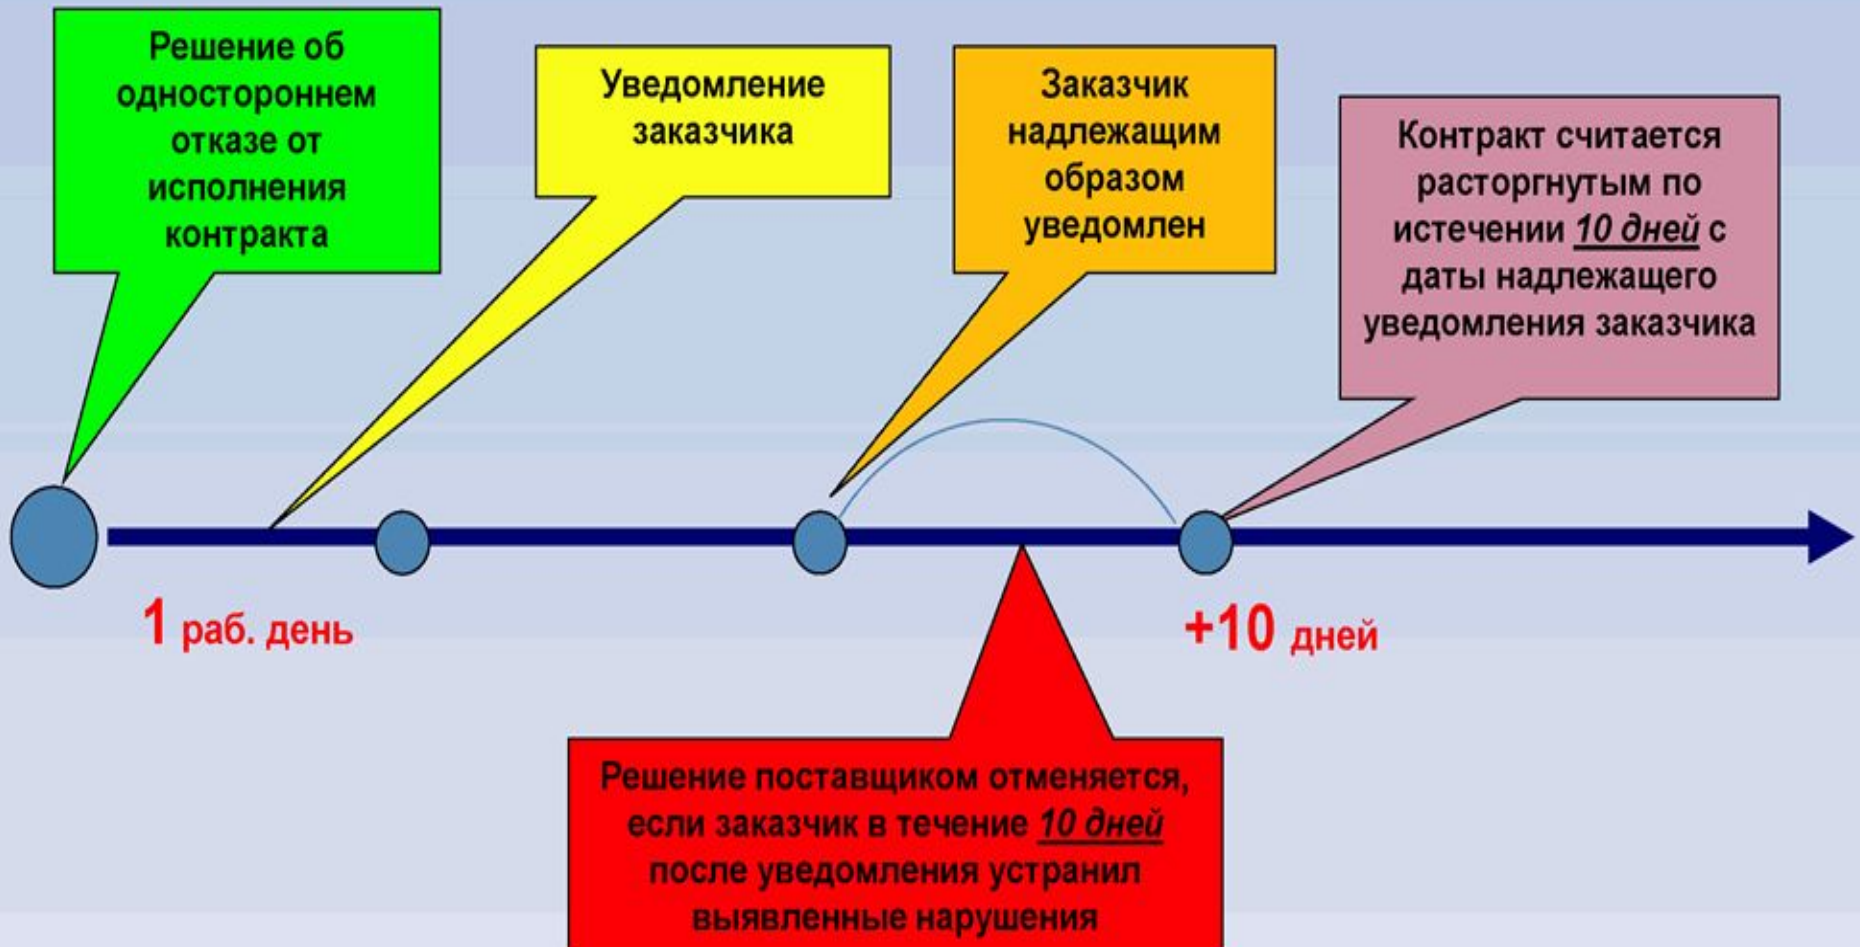 Решение об
одностороннем
отказе от
исполнения
контракта
Уведомление
заказчика
Заказчик
надлежащим
образом
уведомлен
Контракт считается
расторгнутым по
истечении 10 дней с
даты надлежащего
уведомления заказчика
1 раб. день
+10 дней
Решение поставщиком отменяется,
если заказчик в течение 10 дней
после уведомления устранил
выявленные нарушения